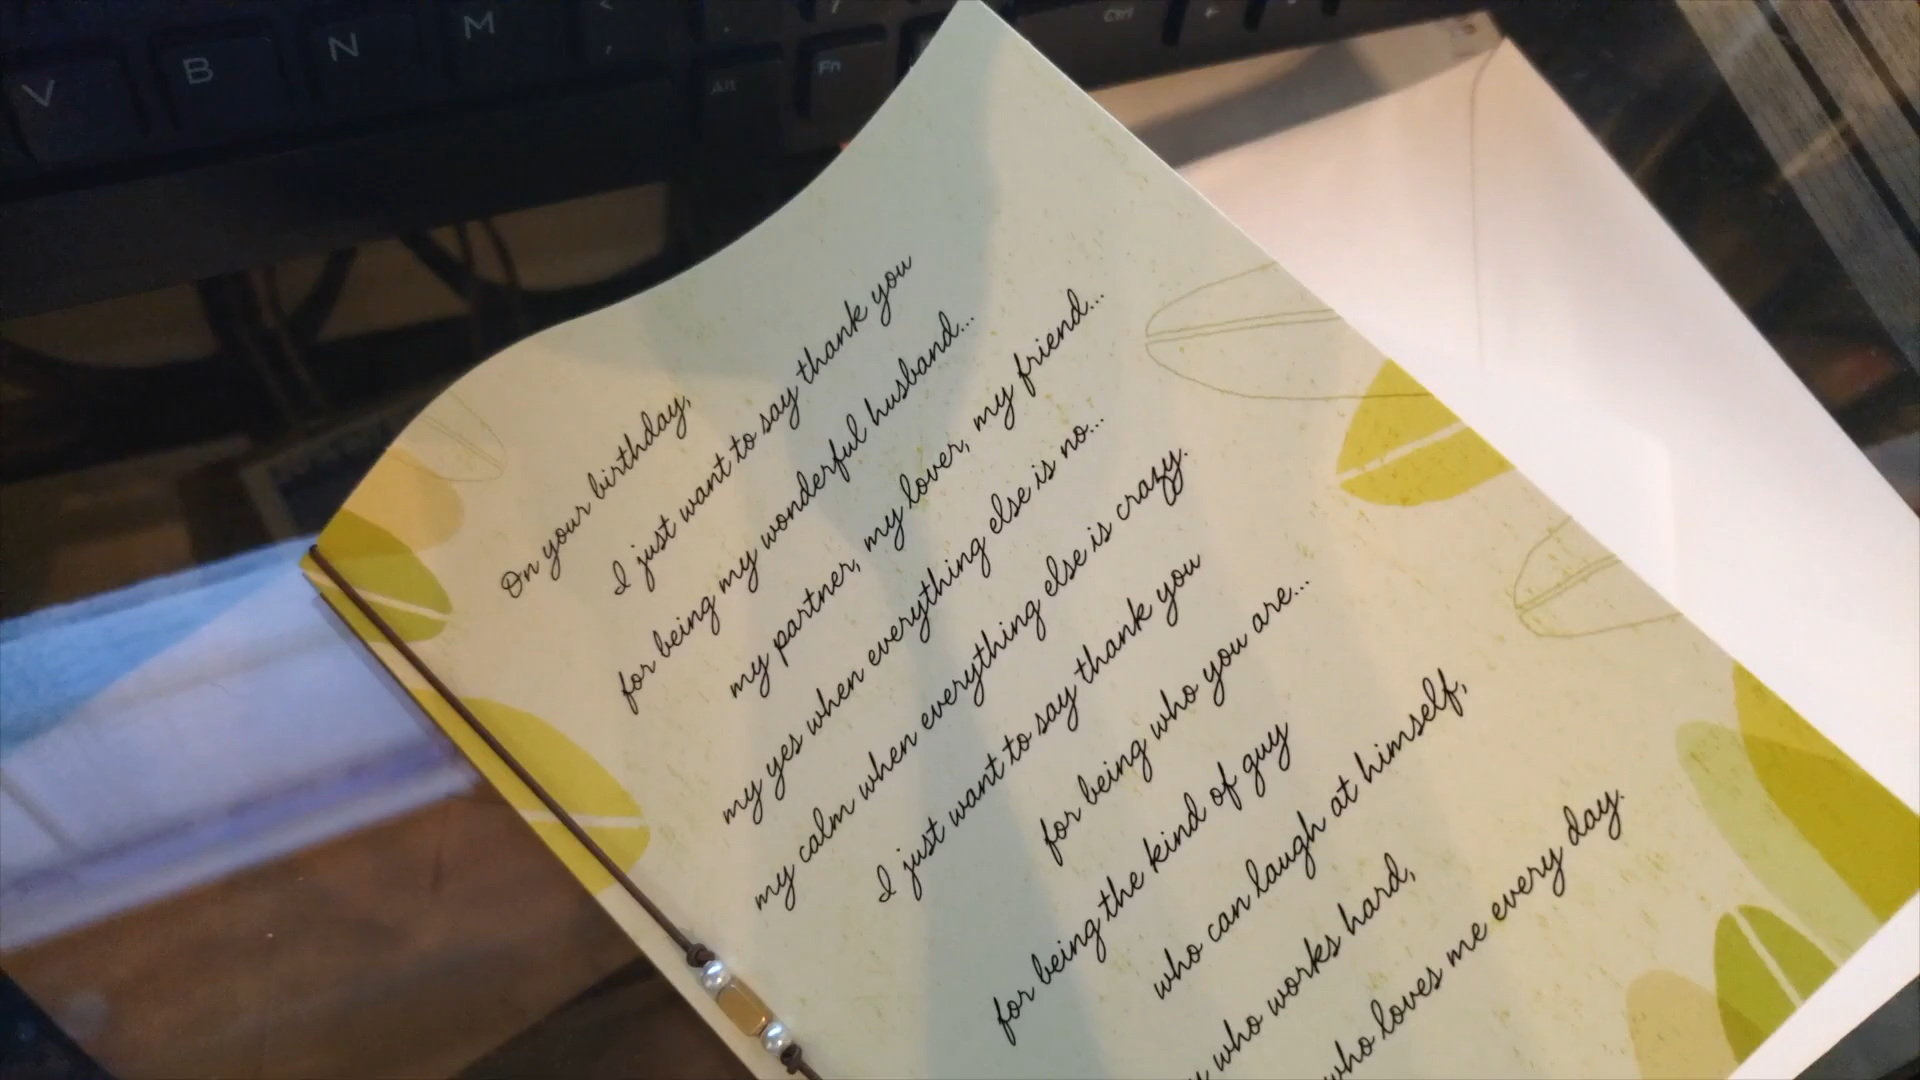 V B N M
Alt Fn Ctrl
On your birthday,
I just want to say thank you
for being my wonderful husband...
my partner, my lover, my friend...
my yes when everything else is no...
my calm when everything else is crazy.
I just want to say thank you
for being who you are...
for being the kind of guy
who can laugh at himself,
who works hard,
who loves me every day.